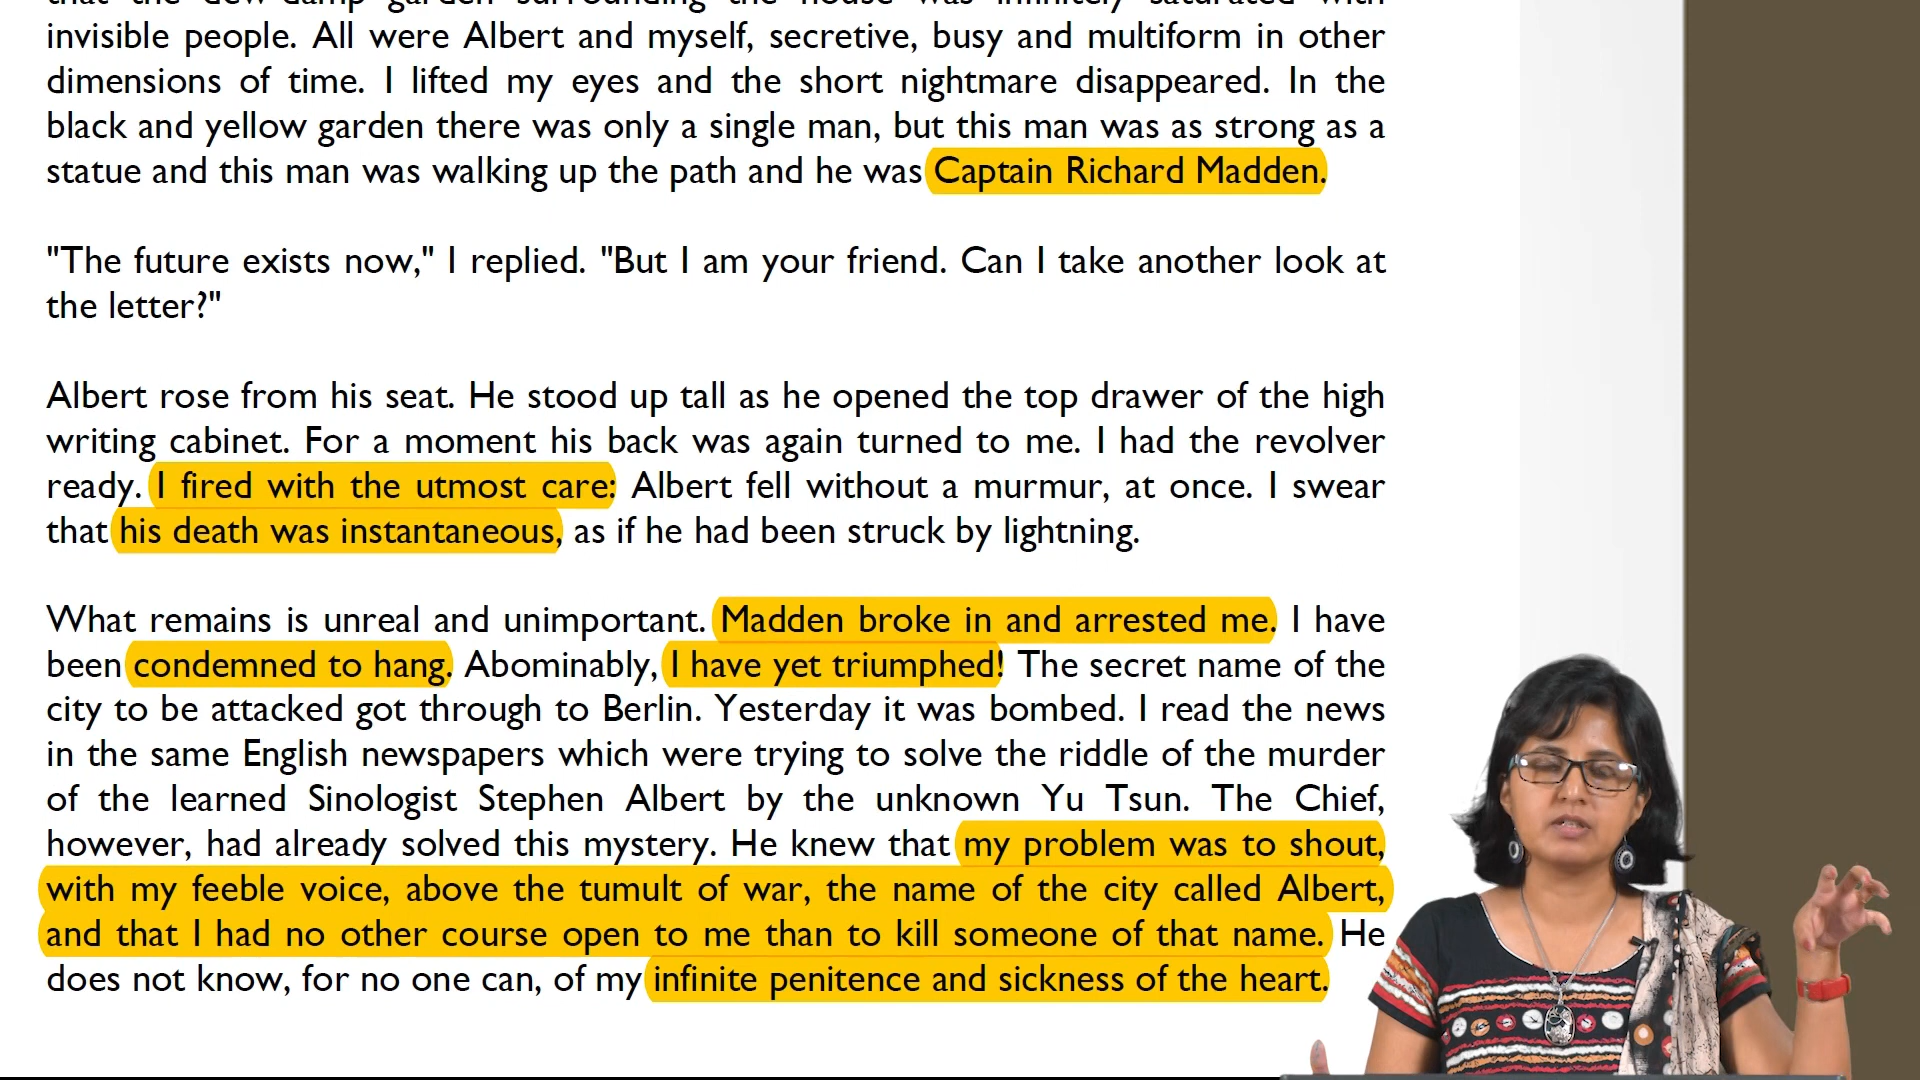 that the dew-damp garden surrounding the house was infinitely saturated with
invisible people. All were Albert and myself, secretive, busy and multiform in other
dimensions of time. I lifted my eyes and the short nightmare disappeared. In the
black and yellow garden there was only a single man, but this man was as strong as a
statue and this man was walking up the path and he was Captain Richard Madden.
"The future exists now," I replied. "But I am your friend. Can I take another look at
the letter?"
Albert rose from his seat. He stood up tall as he opened the top drawer of the high
writing cabinet. For a moment his back was again turned to me. I had the revolver
ready. I fired with the utmost care: Albert fell without a murmur, at once. I swear
that his death was instantaneous, as if he had been struck by lightning.
What remains is unreal and unimportant. Madden broke in and arrested me. I have
been condemned to hang. Abominably, I have yet triumphed! The secret name of the
city to be attacked got through to Berlin. Yesterday it was bombed. I read the news
in the same English newspapers which were trying to solve the riddle of the murder
of the learned Sinologist Stephen Albert by the unknown Yu Tsun. The Chief,
however, had already solved this mystery. He knew that my problem was to shout,
with my feeble voice, above the tumult of war, the name of the city called Albert,
and that I had no other course open to me than to kill someone of that name. He
does not know, for no one can, of my infinite penitence and sickness of the heart.